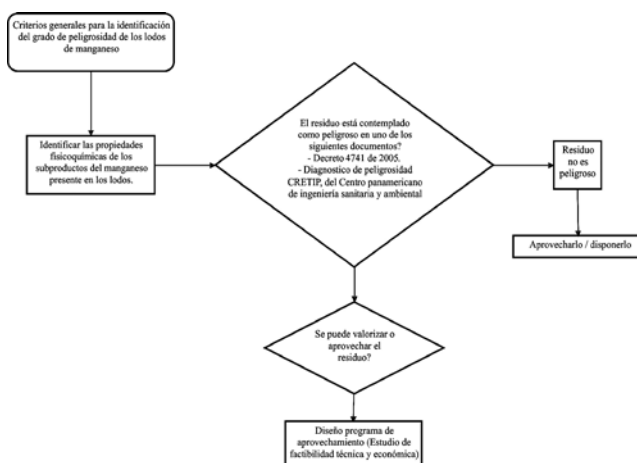 Criterios generales para la identificación
del grado de peligrosidad de los lodos
de manganeso
Identificar las propiedades
fisicoquímicas de los
subproductos del manganeso
presente en los lodos.
El residuo está contemplado
como peligroso en uno de los
siguientes documentos?
- Decreto 4741 de 2005.
- Diagnostico de peligrosidad
CRETIP, del Centro panamericano
de ingeniería sanitaria y ambiental
Residuo
no es
peligroso
Aprovecharlo / disponerlo
Se puede valorizar o
aprovechar el
residuo?
Diseño programa de
aprovechamiento (Estudio de
factibilidad técnica y económica)